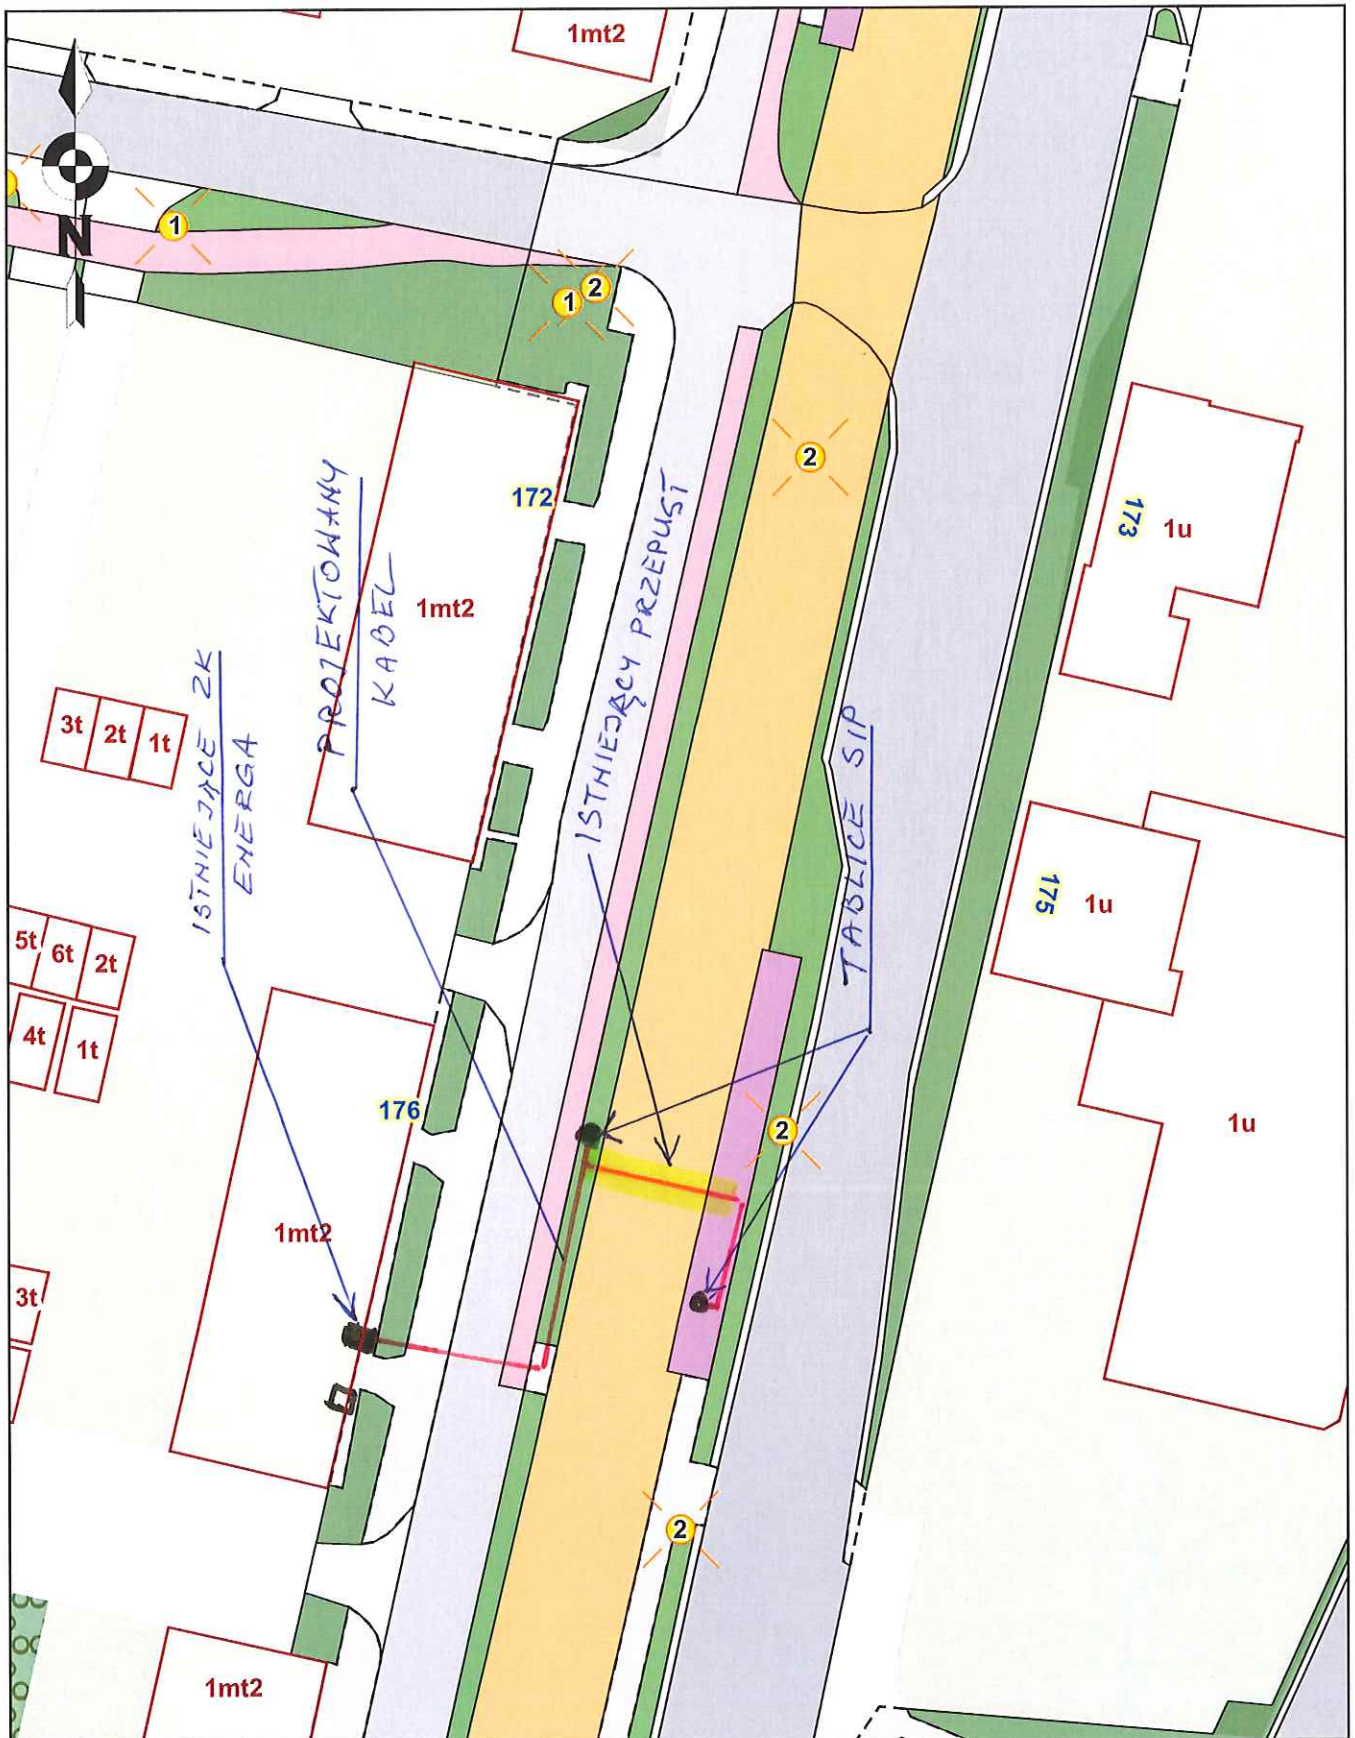 1mt2
N
1
1
2
2
172
1mt2
173
1u
PROJEKTOWANY
KABEL
ISTNIEJĄCY PRZEPUST
ISTNIEJĄCE ZK
ENERGA
TABLICE SIP
3t
2t
1t
175
1u
5t
6t
2t
4t
1t
176
2
1u
1mt2
3t
2
1mt2